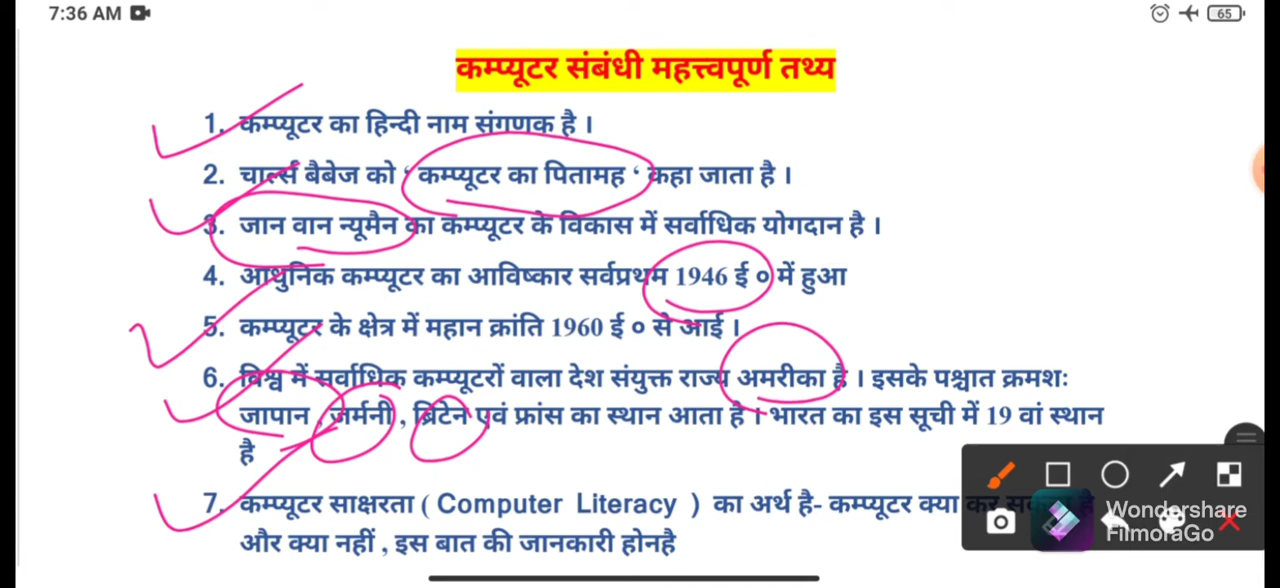 7:36 AM
65
कम्प्यूटर संबंधी महत्त्वपूर्ण तथ्य
1. कम्प्यूटर का हिन्दी नाम संगणक है ।
2. चार्ल्स बैबेज को ‘ कम्प्यूटर का पितामह ‘ कहा जाता है ।
3. जान वान न्यूमैन का कम्प्यूटर के विकास में सर्वाधिक योगदान है ।
4. आधुनिक कम्प्यूटर का आविष्कार सर्वप्रथम 1946 ई ० में हुआ
5. कम्प्यूटर के क्षेत्र में महान क्रांति 1960 ई ० से आई ।
6. विश्व में सर्वाधिक कम्प्यूटरों वाला देश संयुक्त राज्य अमरीका है । इसके पश्चात क्रमशः
जापान , जर्मनी , ब्रिटेन एवं फ्रांस का स्थान आता है । भारत का इस सूची में 19 वां स्थान
है
7. कम्प्यूटर साक्षरता ( Computer Literacy ) का अर्थ है- कम्प्यूटर क्या कर
और क्या नहीं , इस बात की जानकारी होनहै
Wondershare
FilmoraGo